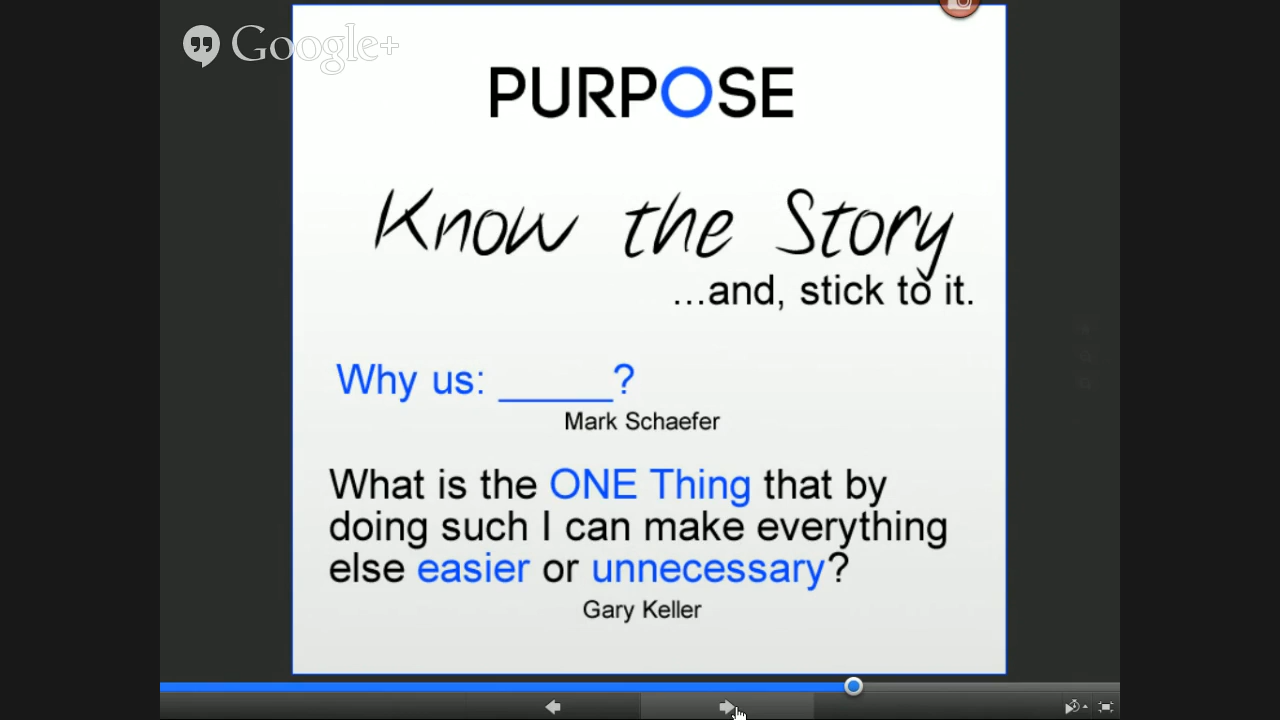 Google+
PURPOSE
Know the Story
...and, stick to it.
Why us: _____?
Mark Schaefer
What is the ONE Thing that by
doing such I can make everything
else easier or unnecessary?
Gary Keller